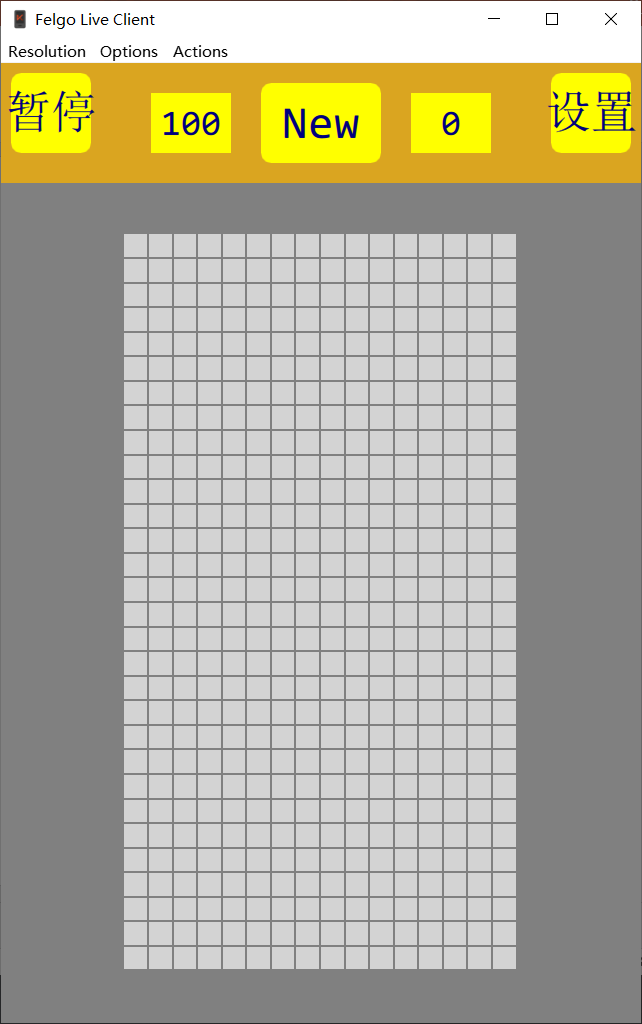 Felgo Live Client
Resolution Options Actions
暂停 100 New 0 设置